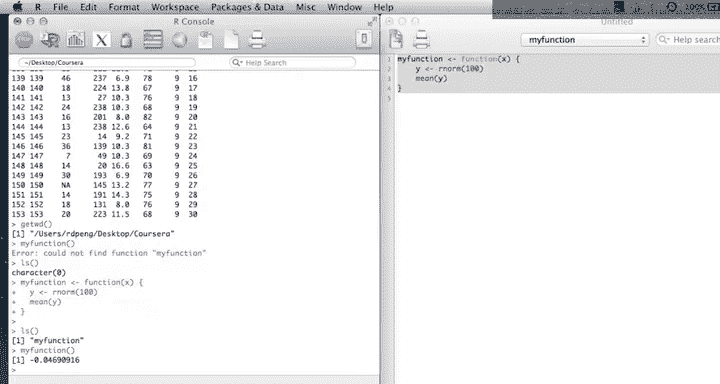 R File Edit Format Workspace Packages & Data Misc Window Help
100%
R Console
Untitled
~/Desktop/Coursera
Help Search
myfunction
Help search
139 139 46 237 6.9 78 9 16
140 140 18 224 13.8 67 9 17
141 141 13 27 10.3 76 9 18
142 142 24 238 10.3 68 9 19
143 143 16 201 8.0 82 9 20
144 144 13 238 12.6 64 9 21
145 145 23 14 9.2 71 9 22
146 146 36 139 10.3 81 9 23
147 147 7 49 10.3 69 9 24
148 148 14 20 16.6 63 9 25
149 149 30 193 6.9 70 9 26
150 150 NA 145 13.2 77 9 27
151 151 14 191 14.3 75 9 28
152 152 18 131 8.0 76 9 29
153 153 20 223 11.5 68 9 30
> getwd()
[1] "/Users/rdpeng/Desktop/Coursera"
> myfunction()
Error: could not find function "myfunction"
> ls()
character(0)
> myfunction <- function(x) {
+ y <- rnorm(100)
+ mean(y)
+ }
>
> ls()
[1] "myfunction"
> myfunction()
[1] -0.04690916
>
1 myfunction <- function(x) {
2 y <- rnorm(100)
3 mean(y)
4 }
5